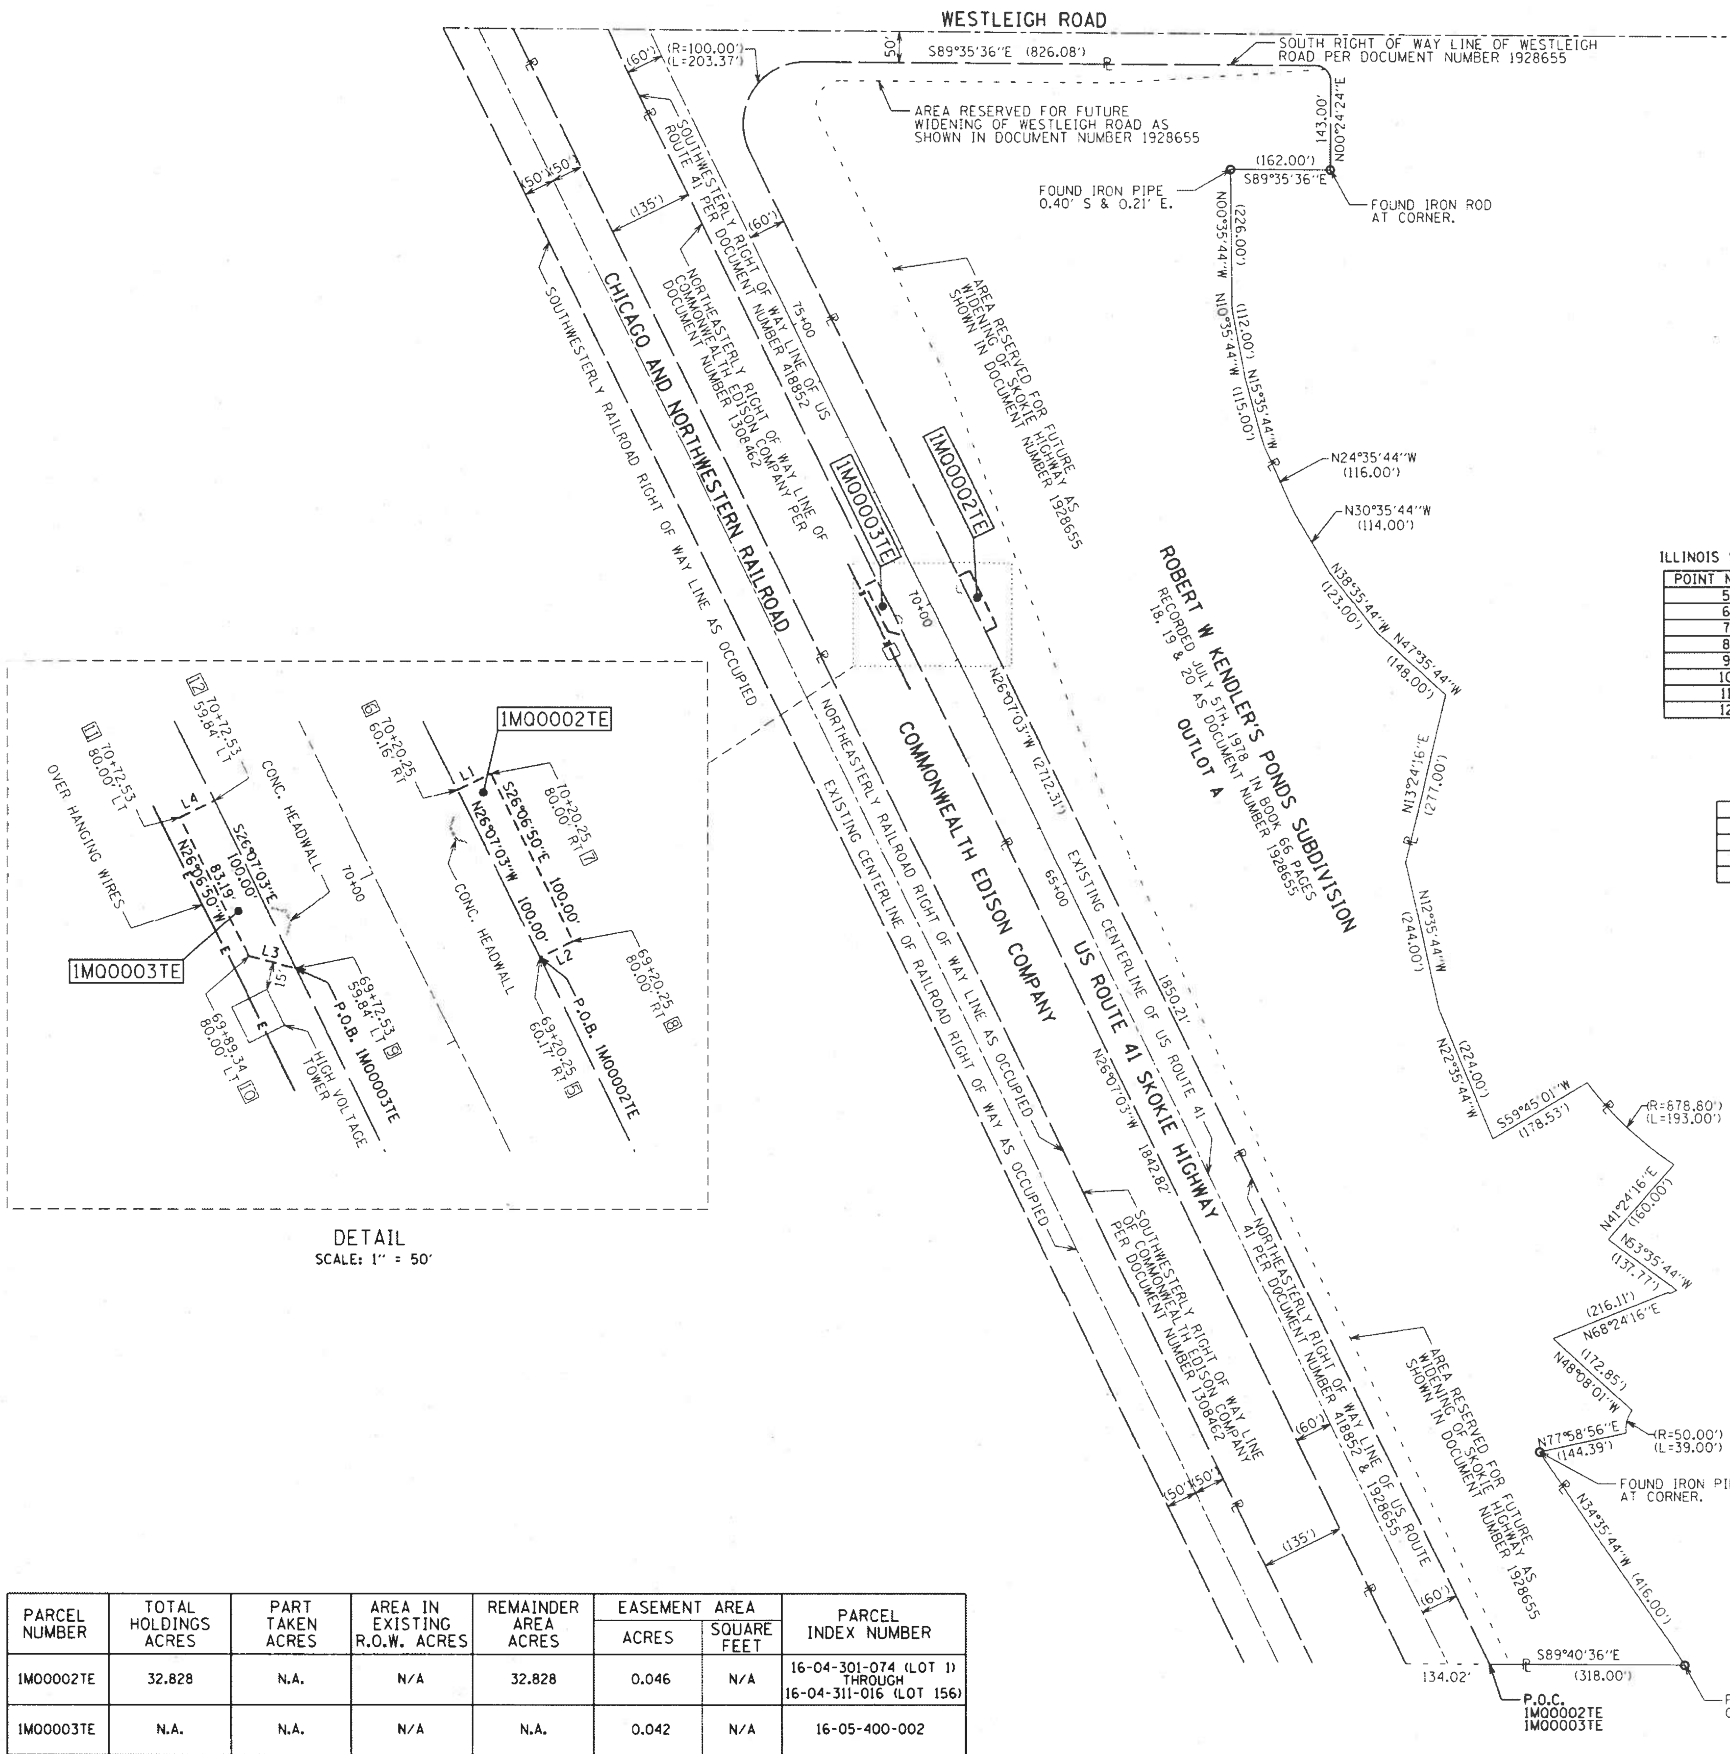 WESTLEIGH ROAD
(60')
(R=100.00')
(L=203.37')
50'
S89°35'36"E (826.08')
SOUTH RIGHT OF WAY LINE OF WESTLEIGH
ROAD PER DOCUMENT NUMBER 1928655
AREA RESERVED FOR FUTURE
WIDENING OF WESTLEIGH ROAD AS
SHOWN IN DOCUMENT NUMBER 1928655
143.00'
N00°24'24"E
(162.00')
S89°35'36"E
FOUND IRON PIPE
0.40' S & 0.21' E.
FOUND IRON ROD
AT CORNER.
(50')
(50')
(135')
(60')
SOUTHWESTERLY RIGHT OF WAY LINE OF US
ROUTE 41 PER DOCUMENT NUMBER 418852
NORTHEASTERLY RIGHT OF WAY LINE OF
COMMONWEALTH EDISON COMPANY PER
DOCUMENT NUMBER 1308462
CHICAGO AND NORTHWESTERN RAILROAD
SOUTHWESTERLY RAILROAD RIGHT OF WAY LINE AS OCCUPIED
75+00
AREA RESERVED FOR FUTURE
WIDENING OF SKOKIE HIGHWAY AS
SHOWN IN DOCUMENT NUMBER 1928655
N00°35'44"W
(226.00')
N10°35'44"W
(112.00')
N15°35'44"W
(115.00')
N24°35'44"W
(116.00')
N30°35'44"W
(114.00')
N38°35'44"W
(123.00')
N47°35'44"W
(148.00')
N13°24'16"E
(277.00')
N12°35'44"W
(244.00')
N22°35'44"W
(224.00')
S59°45'01"W
(178.53')
(R=878.80')
(L=193.00')
N41°24'16"E
(160.00')
N53°35'44"W
(137.77')
(216.11')
N68°24'16"E
(172.85')
N48°08'01"W
(R=50.00')
(L=39.00')
N77°58'56"E
(144.39')
AT CORNER.
N34°35'44"W (416.00')
1MQ0003TE
1MQ0002TE
70+00
ROBERT W KENDLER'S PONDS SUBDIVISION
RECORDED JULY 5TH, 1978 IN BOOK 66 PAGES
18, 19 & 20 AS DOCUMENT NUMBER 1928655
OUTLOT A
ILLINOIS
N26°07'03"W (2712.31')
COMMONWEALTH EDISON COMPANY
NORTHEASTERLY RAILROAD RIGHT OF WAY LINE AS OCCUPIED
EXISTING CENTERLINE OF RAILROAD RIGHT OF WAY AS OCCUPIED
65+00
EXISTING CENTERLINE OF US ROUTE 41
1850.21'
US ROUTE 41 SKOKIE HIGHWAY
N26°07'03"W 1842.82'
SOUTHWESTERLY RIGHT OF WAY LINE
OF COMMONWEALTH EDISON COMPANY
PER DOCUMENT NUMBER 1308462
NORTHEASTERLY RIGHT OF WAY LINE OF US ROUTE
41 PER DOCUMENT NUMBER 418852 & 1928655
AREA RESERVED FOR FUTURE
WIDENING OF SKOKIE HIGHWAY AS
SHOWN IN DOCUMENT NUMBER 1928655
(50')
(50')
(60')
(135')
(60')
134.02'
S89°40'36"E
(318.00')
P.O.C.
1MQ0002TE
1MQ0003TE
12
70+72.53
59.84' LT
11
70+72.53
80.00' LT
OVER HANGING WIRES
L4
CONC. HEADWALL
S26°07'03"E
100.00'
83.19'
N26°06'50"W
70+00
1MQ0003TE
L3
15'
E
E
E
69+72.53
59.84' LT 9
P.O.B. 1MQ0003TE
69+89.34
80.00' LT 10
HIGH VOLTAGE
TOWER
6
70+20.25
60.16' RT
1MQ0002TE
L1
70+20.25
80.00' RT 7
S26°06'50"E 100.00'
N26°07'03"W 100.00'
CONC. HEADWALL
L2
69+20.25
80.00' RT 8
69+20.25
60.17' RT 5
P.O.B. 1MQ0002TE
DETAIL
SCALE: 1" = 50'
PARCEL NUMBER TOTAL HOLDINGS ACRES PART TAKEN ACRES AREA IN EXISTING R.O.W. ACRES REMAINDER AREA ACRES EASEMENT AREA ACRES SQUARE FEET PARCEL INDEX NUMBER
1MQ0002TE 32.828 N.A. N/A 32.828 0.046 N/A 16-04-301-074 (LOT 1) THROUGH 16-04-311-016 (LOT 156)
1MQ0003TE N.A. N.A. N/A N.A. 0.042 N/A 16-05-400-002